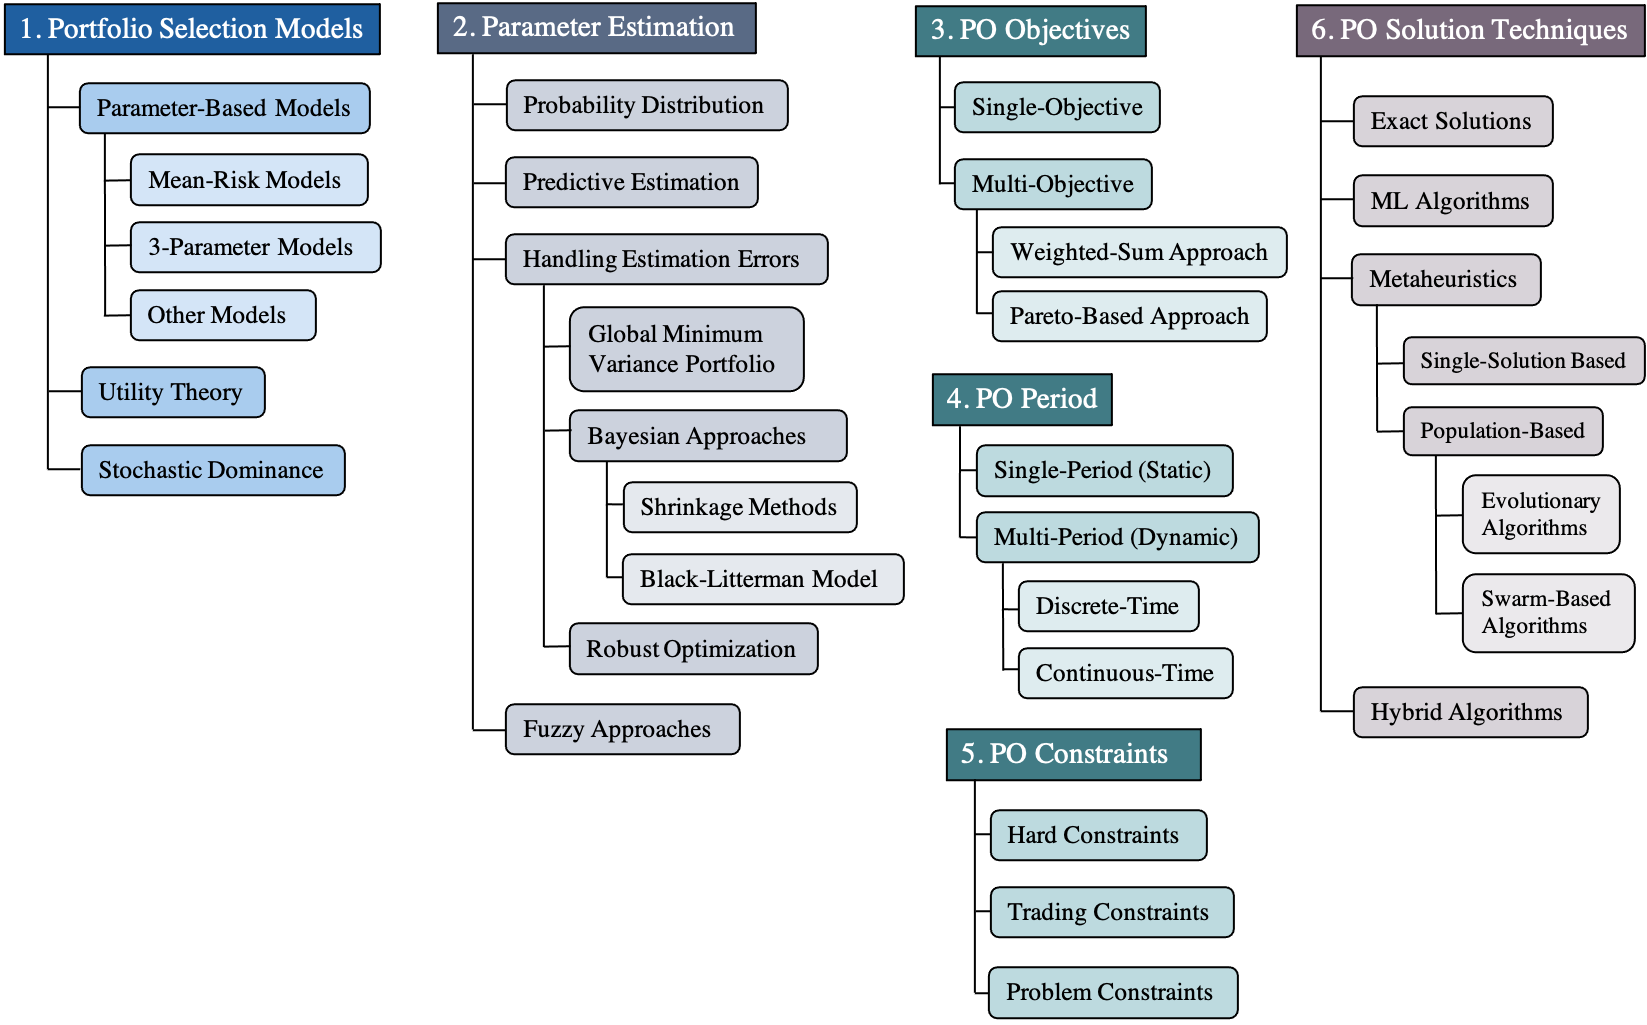 1. Portfolio Selection Models
Parameter-Based Models
Mean-Risk Models
3-Parameter Models
Other Models
Utility Theory
Stochastic Dominance
2. Parameter Estimation
Probability Distribution
Predictive Estimation
Handling Estimation Errors
Global Minimum
Variance Portfolio
Bayesian Approaches
Shrinkage Methods
Black-Litterman Model
Robust Optimization
Fuzzy Approaches
3. PO Objectives
Single-Objective
Multi-Objective
Weighted-Sum Approach
Pareto-Based Approach
4. PO Period
Single-Period (Static)
Multi-Period (Dynamic)
Discrete-Time
Continuous-Time
5. PO Constraints
Hard Constraints
Trading Constraints
Problem Constraints
6. PO Solution Techniques
Exact Solutions
ML Algorithms
Metaheuristics
Single-Solution Based
Population-Based
Evolutionary
Algorithms
Swarm-Based
Algorithms
Hybrid Algorithms